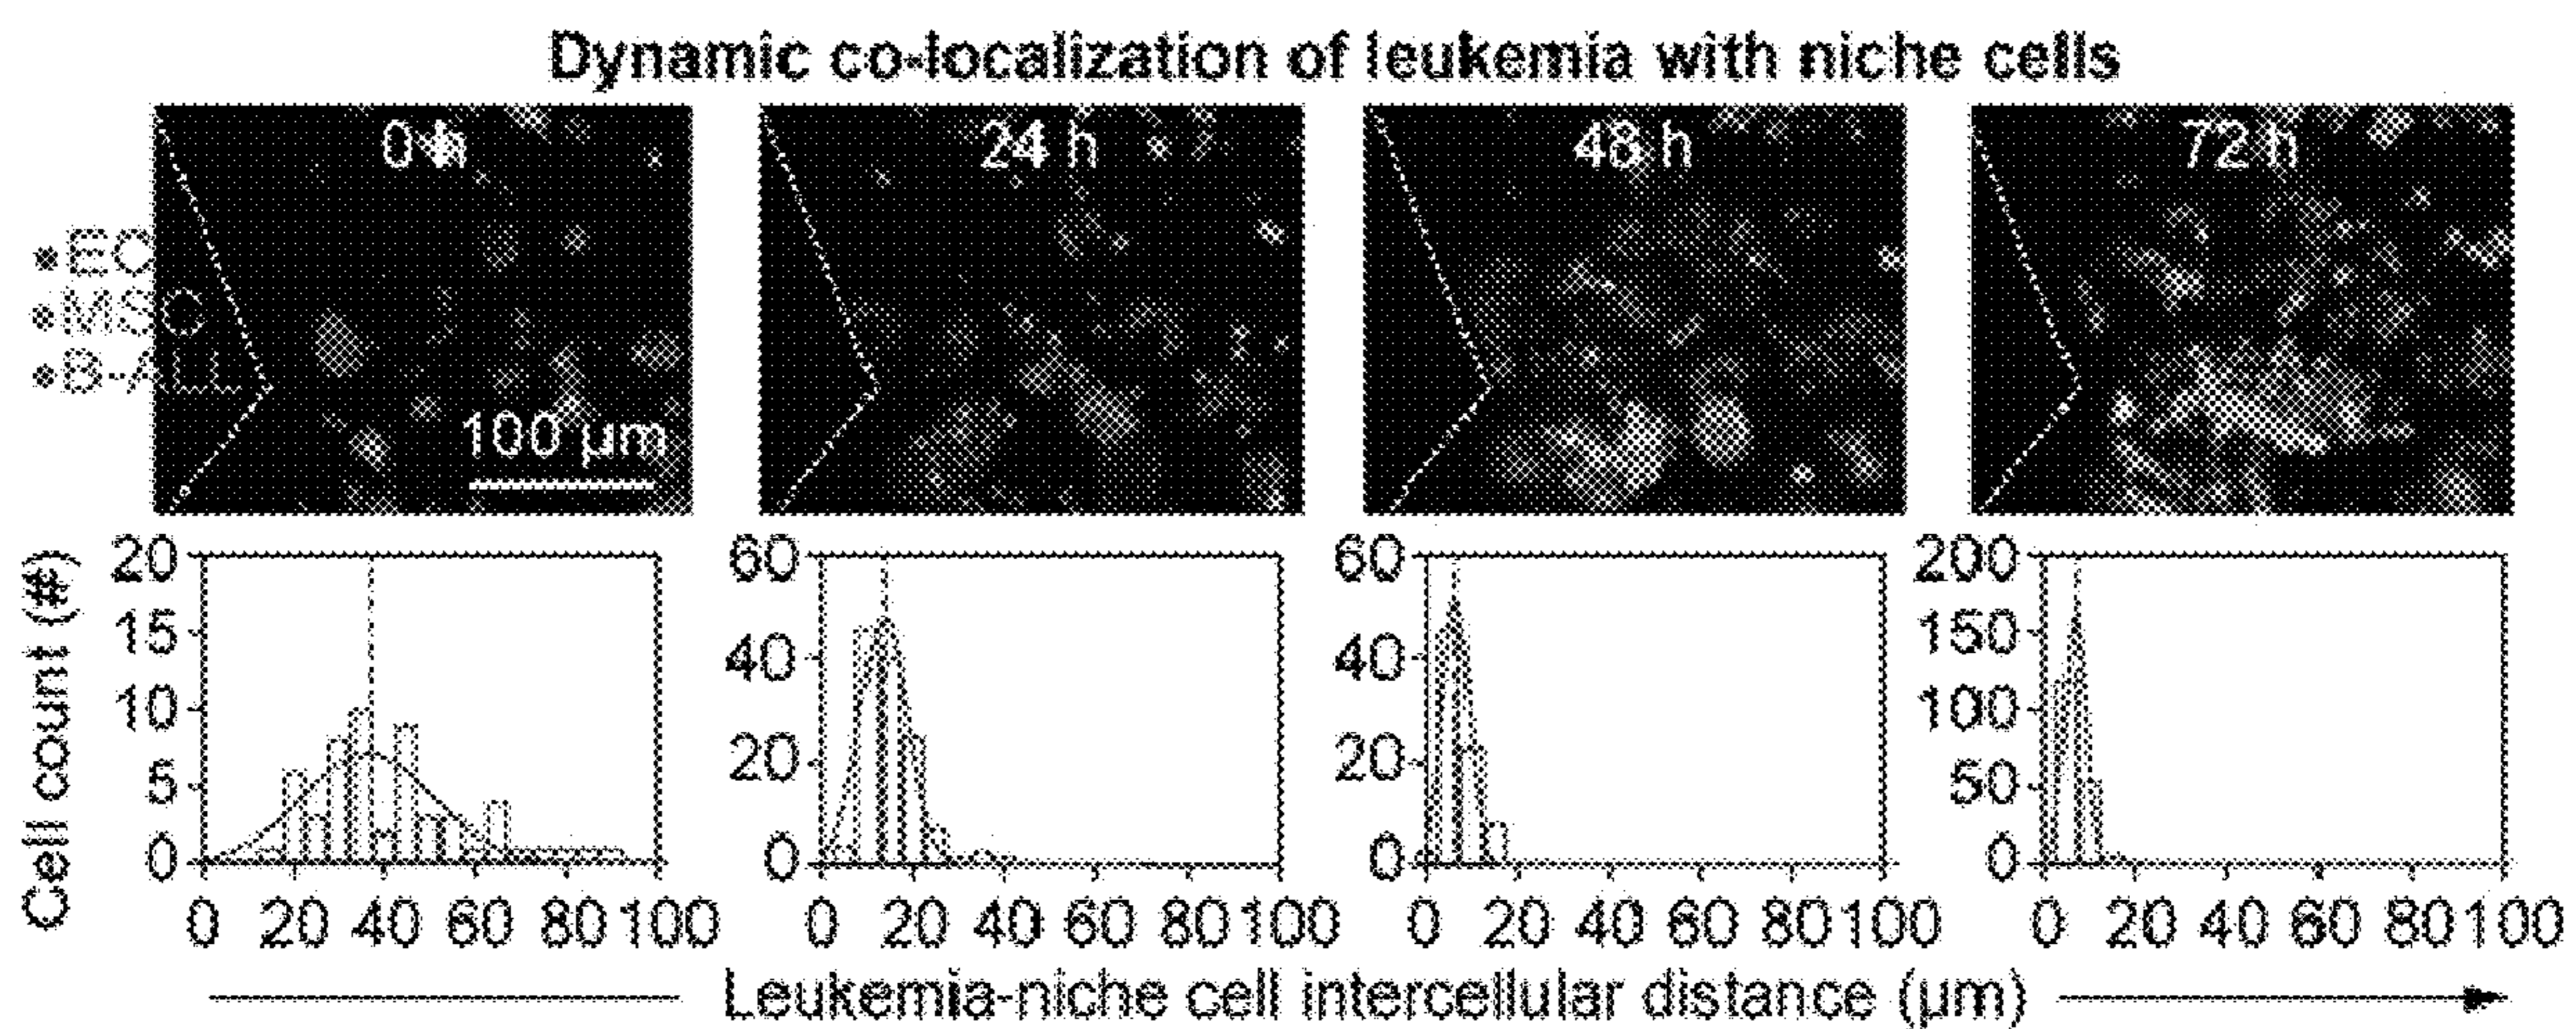 Dynamic co-localization of leukemia with niche cells
0 h 24 h 48 h 72 h
EC
MSC
B-ALL
100 μm
Cell count (#)
20 15 10 5 0
60 40 20 0
60 40 20 0
200 150 100 50 0
0 20 40 60 80 100 0 20 40 60 80 100 0 20 40 60 80 100 0 20 40 60 80 100
Leukemia-niche cell intercellular distance (μm)